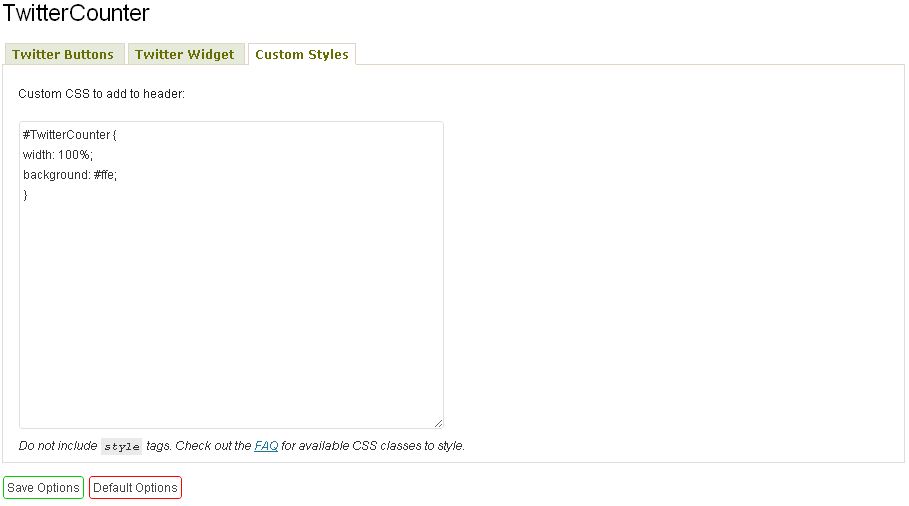 TwitterCounter
Twitter Buttons Twitter Widget Custom Styles
Custom CSS to add to header:
#TwitterCounter {
width: 100%;
background: #ffe;
}
Do not include style tags. Check out the FAQ for available CSS classes to style.
Save Options Default Options